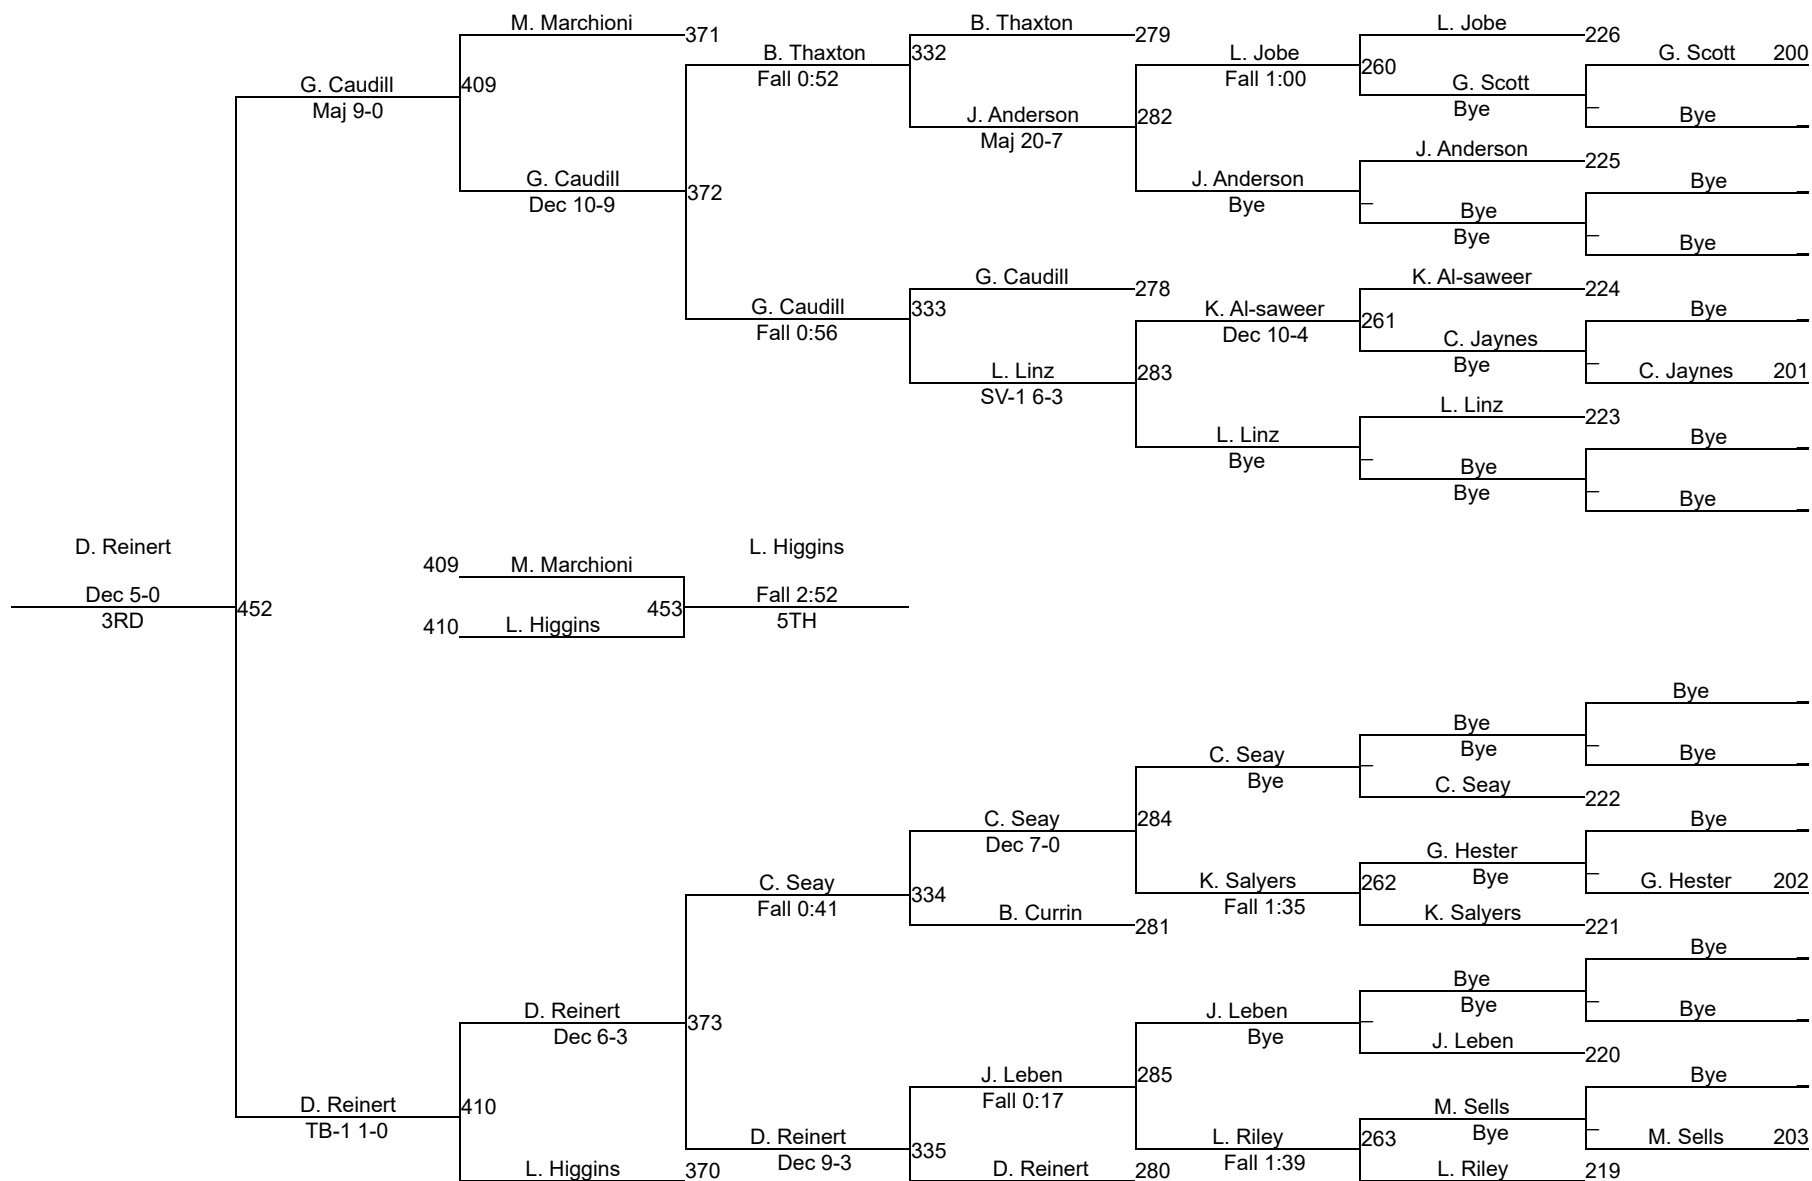 M. Marchioni 371
B. Thaxton 279
L. Jobe 226
G. Scott 200
B. Thaxton 332
Fall 0:52
L. Jobe 260
Fall 1:00
G. Scott
Bye
G. Caudill 409
Maj 9-0
J. Anderson 282
Maj 20-7
Bye
J. Anderson 225
G. Caudill 372
Dec 10-9
J. Anderson
Bye
Bye
Bye
Bye
Bye
G. Caudill 278
K. Al-saweer 224
G. Caudill 333
Fall 0:56
K. Al-saweer 261
Dec 10-4
Bye
C. Jaynes
Bye
L. Linz 283
SV-1 6-3
C. Jaynes 201
L. Linz 223
L. Linz
Bye
Bye
Bye
Bye
Bye
D. Reinert
L. Higgins
409 M. Marchioni
Dec 5-0
3RD
452
453
Fall 2:52
5TH
410 L. Higgins
Bye
Bye
Bye
Bye
C. Seay
Bye
C. Seay 222
C. Seay 284
Dec 7-0
Bye
G. Hester
Bye
C. Seay 334
Fall 0:41
K. Salyers 262
Fall 1:35
G. Hester 202
B. Currin 281
K. Salyers 221
Bye
Bye
Bye
D. Reinert 373
Dec 6-3
J. Leben
Bye
Bye
J. Leben 220
J. Leben 285
Fall 0:17
Bye
D. Reinert 410
TB-1 1-0
M. Sells
Bye
D. Reinert 335
Dec 9-3
L. Riley 263
Fall 1:39
M. Sells 203
L. Higgins 370
D. Reinert 280
L. Riley 219